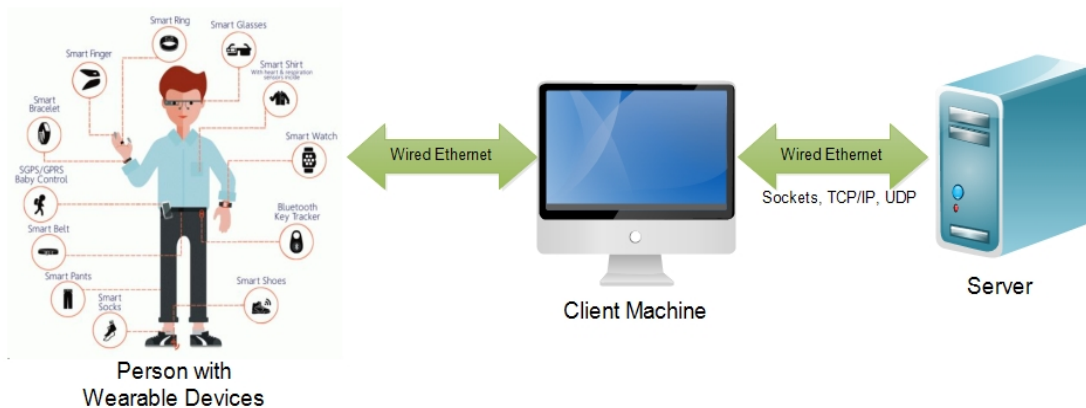 Smart Ring
Smart Glasses
Smart Finger
Smart Shirt
With heart & respiration
sensors inside
Smart
Bracelet
Smart Watch
SGPS/GPRS
Baby Control
Bluetooth
Key Tracker
Smart Belt
Smart Pants
Smart
Socks
Smart Shoes
Person with
Wearable Devices
Wired Ethernet
Client Machine
Wired Ethernet
Sockets, TCP/IP, UDP
Server